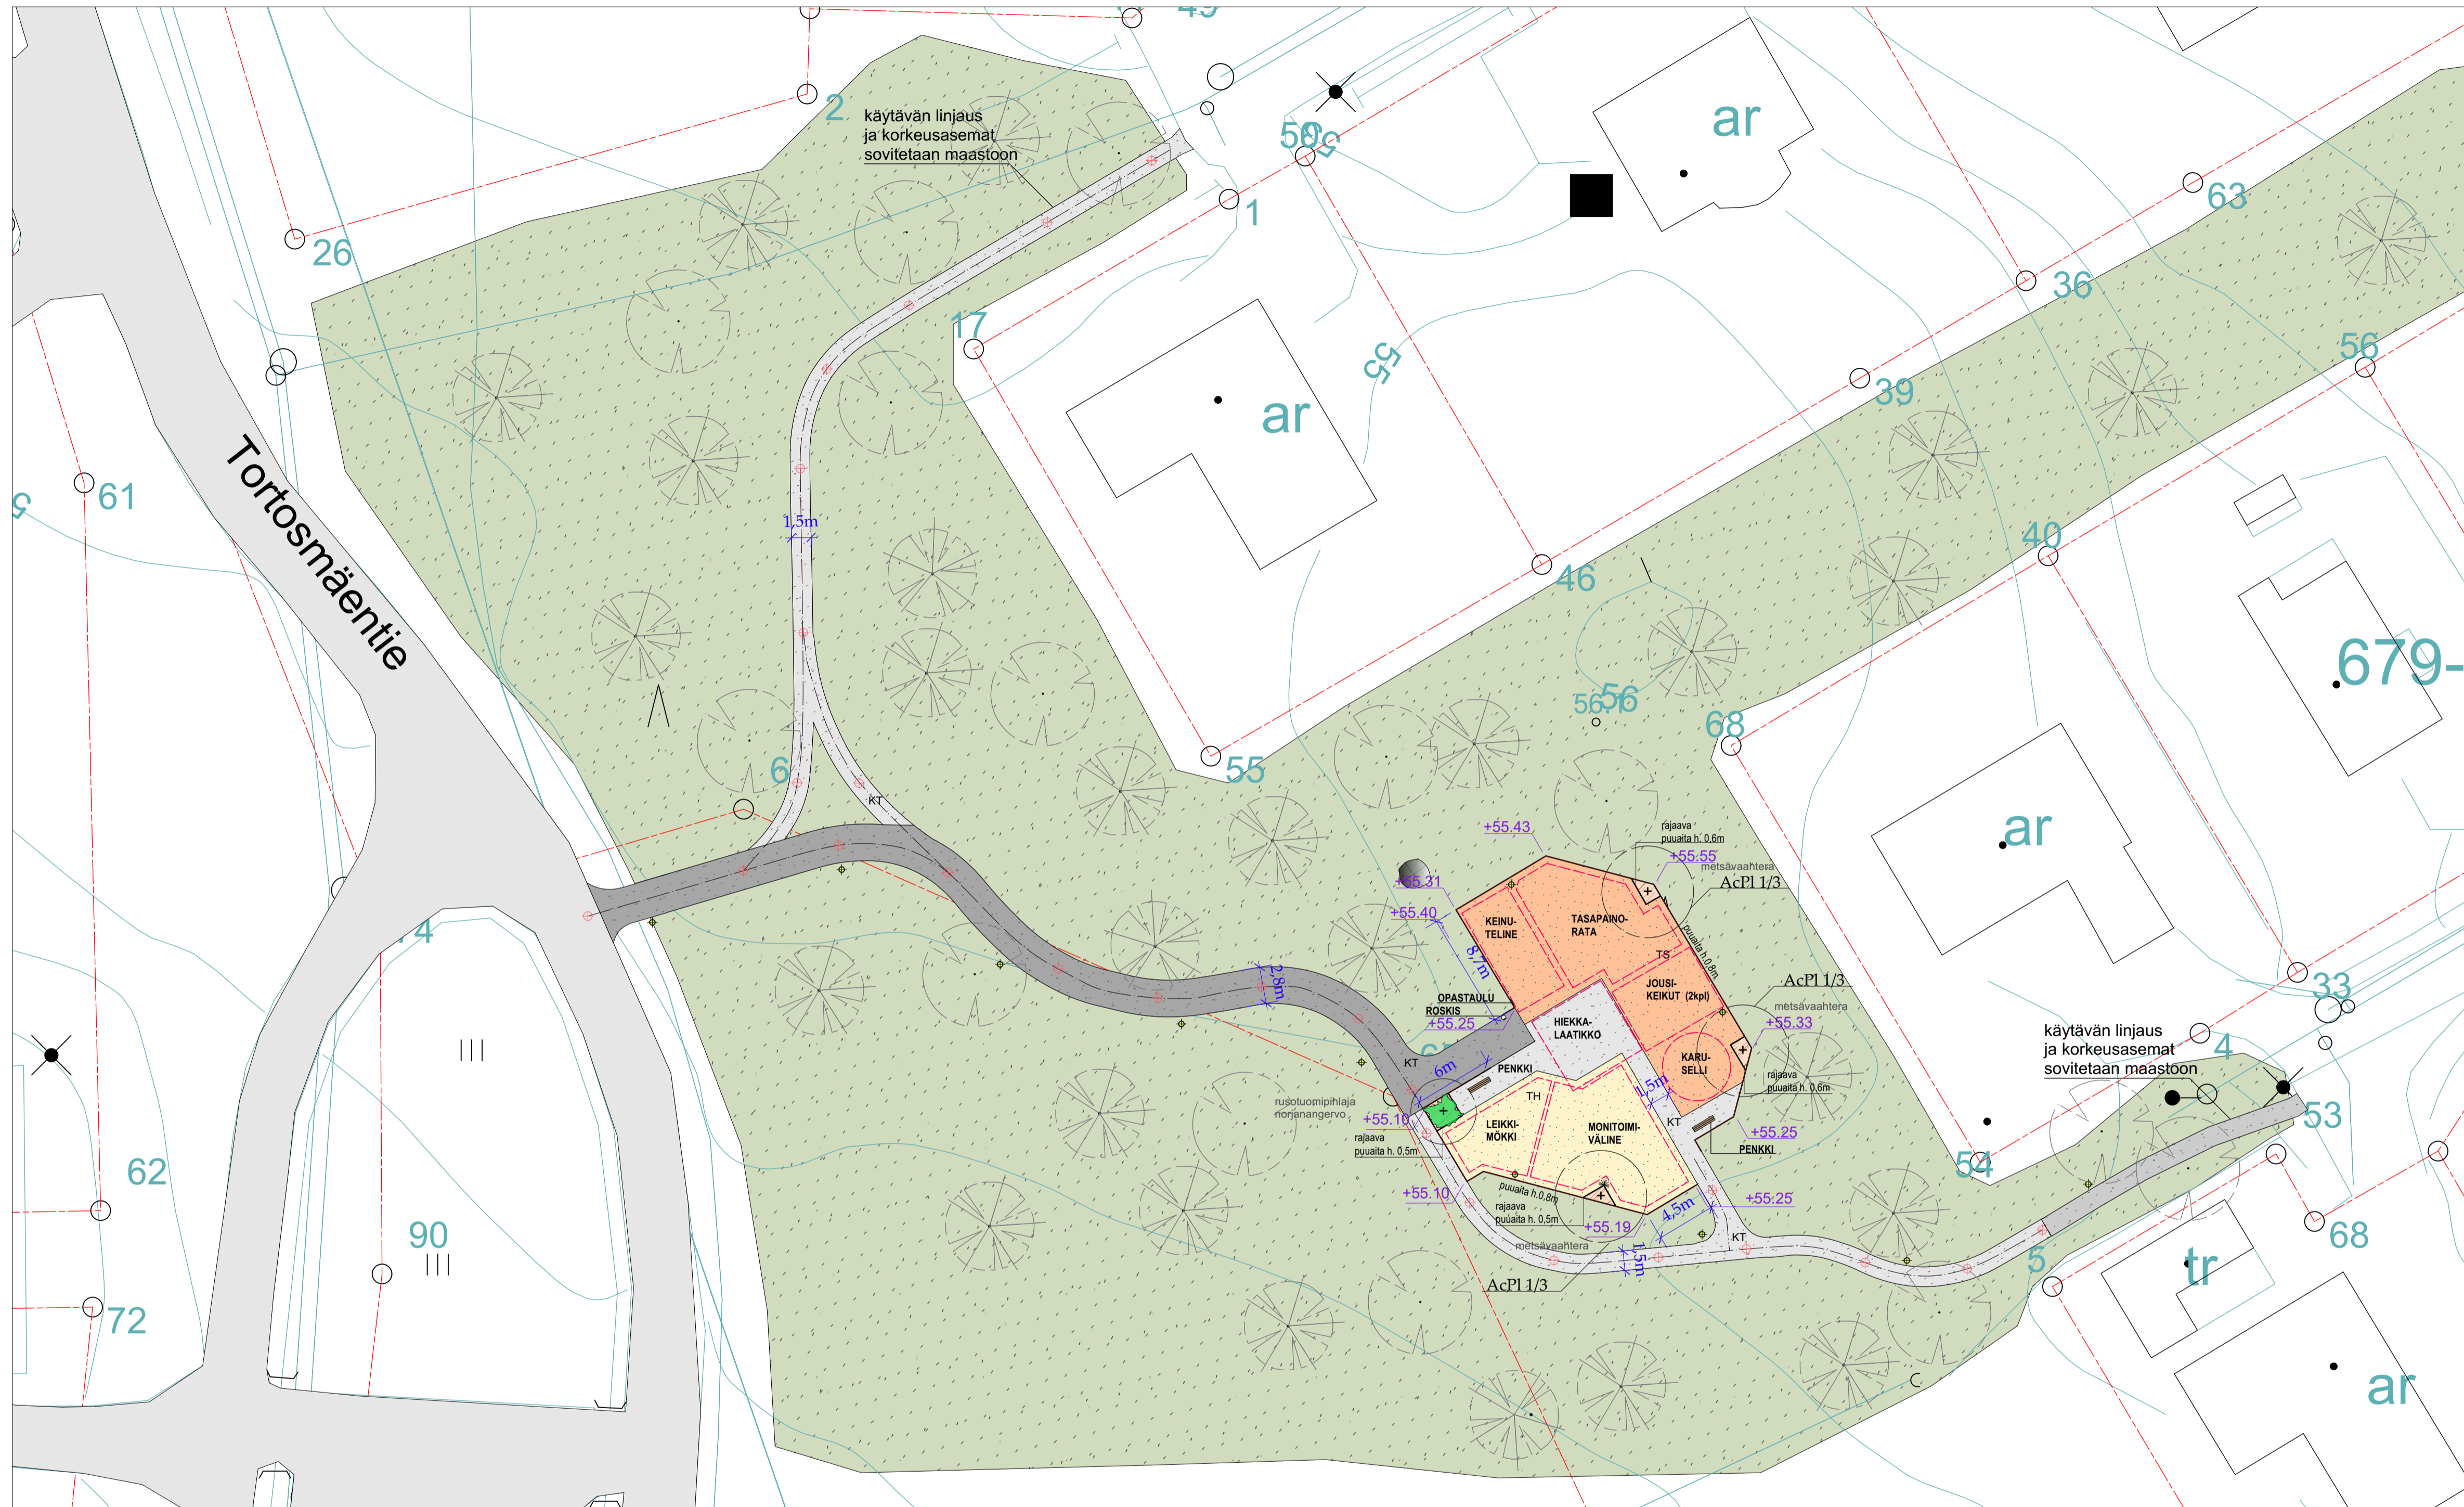 2
käytävän linjaus
ja korkeusasemat
sovitetaan maastoon
50
55
ar
1
63
26
36
17
56
39
55
ar
61
Tortosmäentie
1,5m
40
46
679-
56
68
6
55
KT
ar
+55.43
rajaava
puuaita h. 0,6m
+55.55
metsävaahtera
AcPl 1/3
+55.31
+55.40
KEINU-
TELINE
TASAPAINO-
RATA
puuaita h.0,8m
TS
8,7m
2,8m
JOUSI-
KEIKUT (2kpl)
AcPl 1/3
metsävaahtera
+55.33
33
OPASTAULU
ROSKIS
+55.25
HIEKKA-
LAATIKKO
käytävän linjaus
ja korkeusasemat
sovitetaan maastoon
4
KT
6m
PENKKI
KARU-
SELLI
rajaava
puuaita h. 0,6m
1,5m
TH
rusotuomipihlaja
norjanangervo
+55.10
LEIKKI-
MÖKKI
MONITOIMI-
VÄLINE
KT
+55.25
PENKKI
53
rajaava
puuaita h. 0,5m
54
62
+55.10
puuaita h.0,8m
rajaava
puuaita h. 0,5m
+55.25
4,5m
+55.19
90
68
metsävaahtera
1,5m
KT
5
tr
AcPl 1/3
72
ar